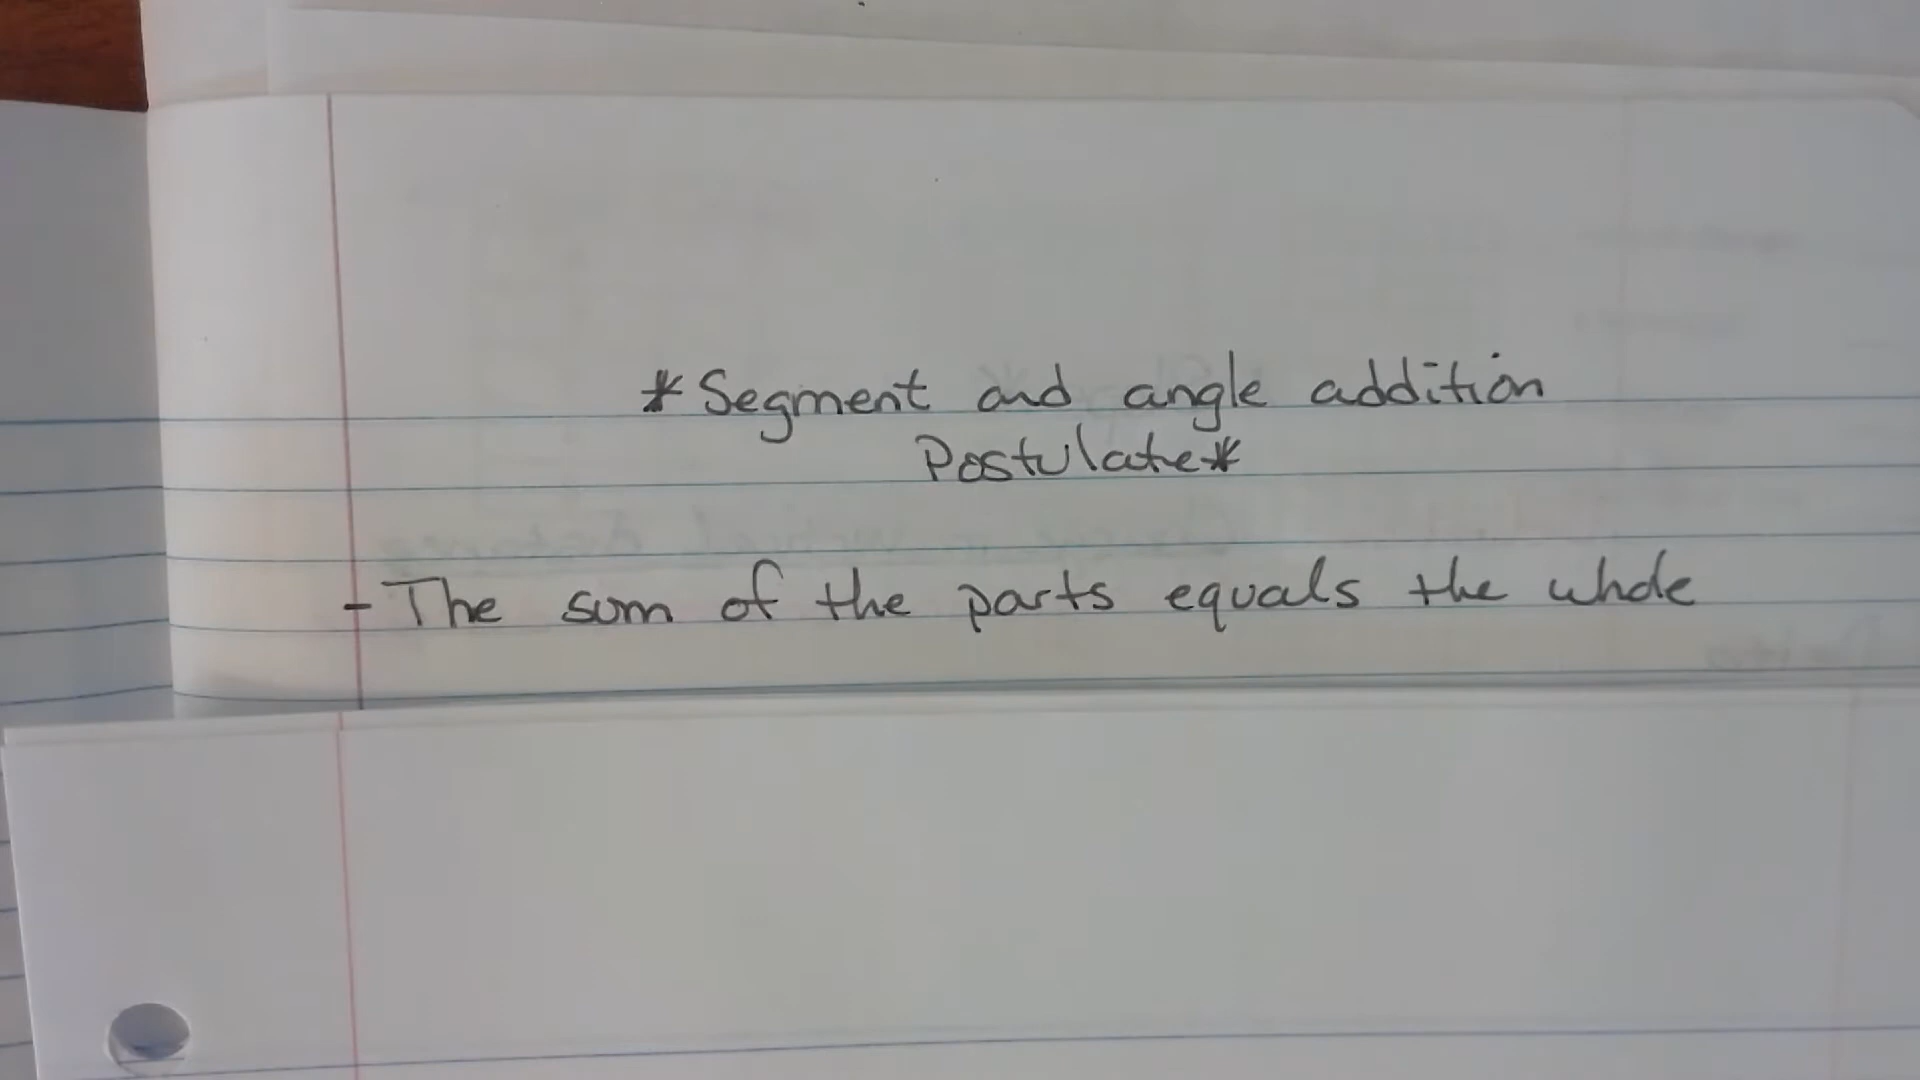 *Segment and angle addition
Postulate*
- The sum of the parts equals the whole